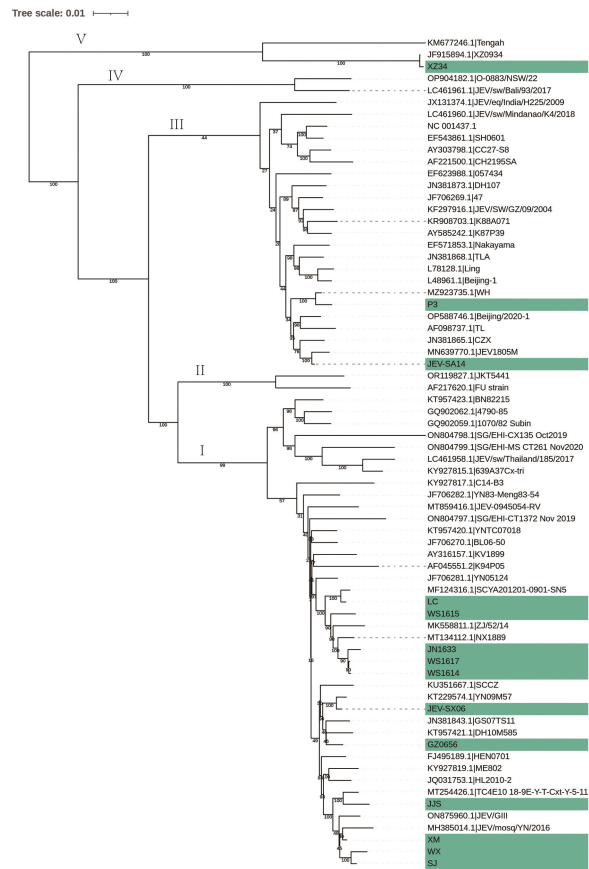 Tree scale: 0.01
V
KM677246.1|Tengah
JF915894.1|XZ0934
XZ34
IV
OP904182.1|O-0883/NSW/22
LC461961.1|JEV/sw/Bali/93/2017
III
JX131374.1|JEV/eq/India/H225/2009
LC461960.1|JEV/sw/Mindanao/K4/2018
NC 001437.1
EF543861.1|SH0601
AY303798.1|CC27-S8
AF221500.1|CH2195SA
EF623988.1|057434
JN381873.1|DH107
JF706269.1|47
KF297916.1|JEV/SW/GZ/09/2004
KR908703.1|K88A071
AY585242.1|K87P39
EF571853.1|Nakayama
JN381868.1|TLA
L78128.1|Ling
L48961.1|Beijing-1
MZ923735.1|WH
P3
OP588746.1|Beijing/2020-1
AF098737.1|TL
JN381865.1|CZX
MN639770.1|JEV1805M
JEV-SA14
II
OR119827.1|JKT5441
AF217620.1|FU strain
I
KT957423.1|BN82215
GQ902062.1|4790-85
GQ902059.1|1070/82 Subin
ON804798.1|SG/EHI-CX135 Oct2019
ON804799.1|SG/EHI-MS CT261 Nov2020
LC461958.1|JEV/sw/Thailand/185/2017
KY927815.1|639A37Cx-tri
KY927817.1|C14-B3
JF706282.1|YN83-Meng83-54
MT859416.1|JEV-0945054-RV
ON804797.1|SG/EHI-CT1372 Nov 2019
KT957420.1|YNTC07018
JF706270.1|BL06-50
AY316157.1|KV1899
AF045551.2|K94P05
JF706281.1|YN05124
MF124316.1|SCYA201201-0901-SN5
LC
WS1615
MK558811.1|ZJ/52/14
MT134112.1|NX1889
JN1633
WS1617
WS1614
KU351667.1|SCCZ
KT229574.1|YN09M57
JEV-SX06
JN381843.1|GS07TS11
KT957421.1|DH10M585
GZ0656
FJ495189.1|HEN0701
KY927819.1|ME802
JQ031753.1|HL2010-2
MT254426.1|TC4E10 18-9E-Y-T-Cxt-Y-5-11
JJS
ON875960.1|JEV/GIII
MH385014.1|JEV/mosq/YN/2016
XM
WX
SJ